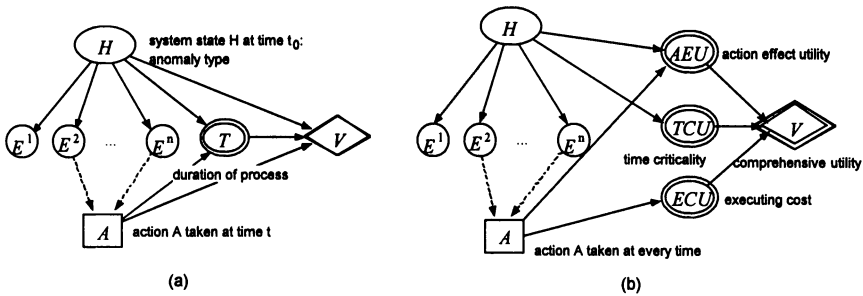 H
system state H at time t0:
anomaly type
E1
E2
...
En
T
V
duration of process
A
action A taken at time t
(a)
H
AEU
action effect utility
E1
E2
...
En
TCU
V
time criticality
comprehensive utility
ECU
executing cost
A
action A taken at every time
(b)